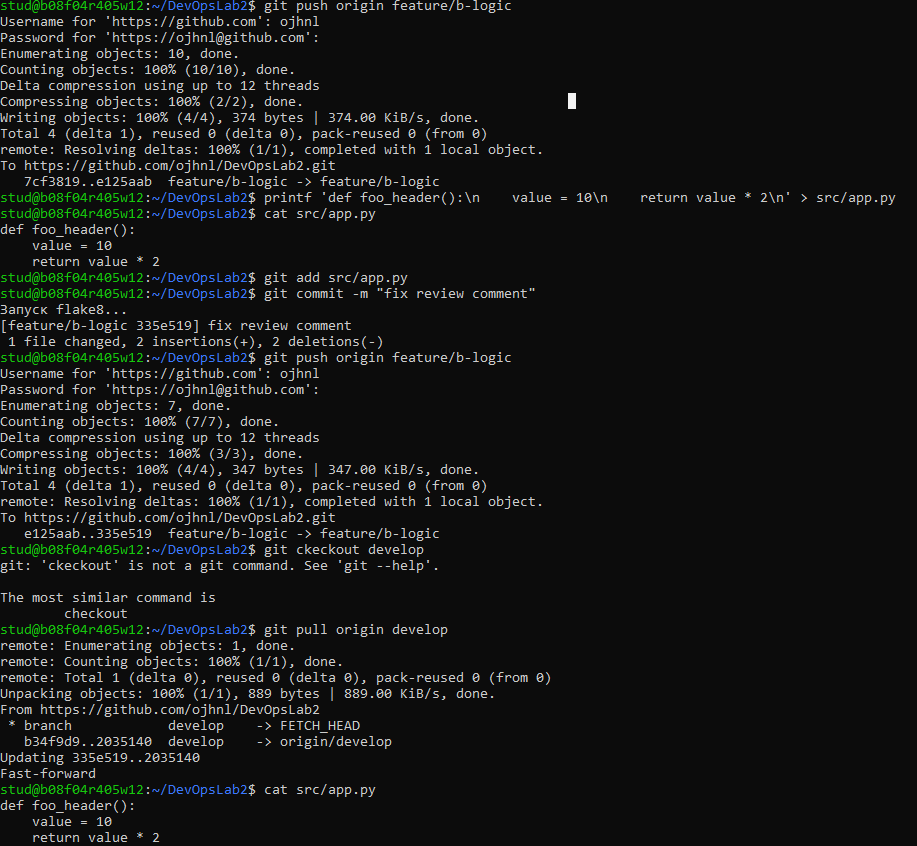 stud@b08f04r405w12:~/DevOpsLab2$ git push origin feature/b-logic
Username for 'https://github.com': ojhnl
Password for 'https://ojhnl@github.com':
Enumerating objects: 10, done.
Counting objects: 100% (10/10), done.
Delta compression using up to 12 threads
Compressing objects: 100% (2/2), done.
Writing objects: 100% (4/4), 374 bytes | 374.00 KiB/s, done.
Total 4 (delta 1), reused 0 (delta 0), pack-reused 0 (from 0)
remote: Resolving deltas: 100% (1/1), completed with 1 local object.
To https://github.com/ojhnl/DevOpsLab2.git
   7cf3819..e125aab  feature/b-logic -> feature/b-logic
stud@b08f04r405w12:~/DevOpsLab2$ printf 'def foo_header():\n    value = 10\n    return value * 2\n' > src/app.py
stud@b08f04r405w12:~/DevOpsLab2$ cat src/app.py
def foo_header():
    value = 10
    return value * 2
stud@b08f04r405w12:~/DevOpsLab2$ git add src/app.py
stud@b08f04r405w12:~/DevOpsLab2$ git commit -m "fix review comment"
Запуск flake8...
[feature/b-logic 335e519] fix review comment
 1 file changed, 2 insertions(+), 2 deletions(-)
stud@b08f04r405w12:~/DevOpsLab2$ git push origin feature/b-logic
Username for 'https://github.com': ojhnl
Password for 'https://ojhnl@github.com':
Enumerating objects: 7, done.
Counting objects: 100% (7/7), done.
Delta compression using up to 12 threads
Compressing objects: 100% (3/3), done.
Writing objects: 100% (4/4), 347 bytes | 347.00 KiB/s, done.
Total 4 (delta 1), reused 0 (delta 0), pack-reused 0 (from 0)
remote: Resolving deltas: 100% (1/1), completed with 1 local object.
To https://github.com/ojhnl/DevOpsLab2.git
   e125aab..335e519  feature/b-logic -> feature/b-logic
stud@b08f04r405w12:~/DevOpsLab2$ git ckeckout develop
git: 'ckeckout' is not a git command. See 'git --help'.

The most similar command is
        checkout
stud@b08f04r405w12:~/DevOpsLab2$ git pull origin develop
remote: Enumerating objects: 1, done.
remote: Counting objects: 100% (1/1), done.
remote: Total 1 (delta 0), reused 0 (delta 0), pack-reused 0 (from 0)
Unpacking objects: 100% (1/1), 889 bytes | 889.00 KiB/s, done.
From https://github.com/ojhnl/DevOpsLab2
 * branch            develop    -> FETCH_HEAD
   b34f9d9..2035140  develop    -> origin/develop
Updating 335e519..2035140
Fast-forward
stud@b08f04r405w12:~/DevOpsLab2$ cat src/app.py
def foo_header():
    value = 10
    return value * 2